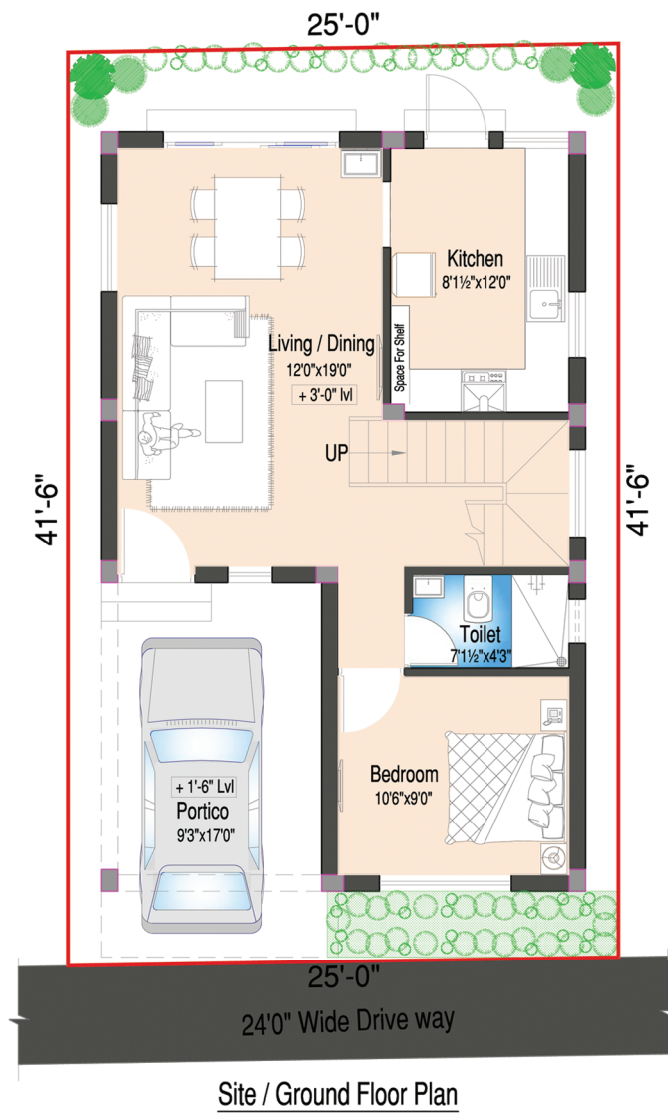 25'-0"
Kitchen
8'1½"x12'0"
Living / Dining
12'0"x19'0"
+ 3'-0" lvl
Space For Shelf
UP
41'-6"
41'-6"
Toilet
7'1½"x4'3"
+ 1'-6" Lvl
Portico
9'3"x17'0"
Bedroom
10'6"x9'0"
25'-0"
24'0" Wide Drive way
Site / Ground Floor Plan